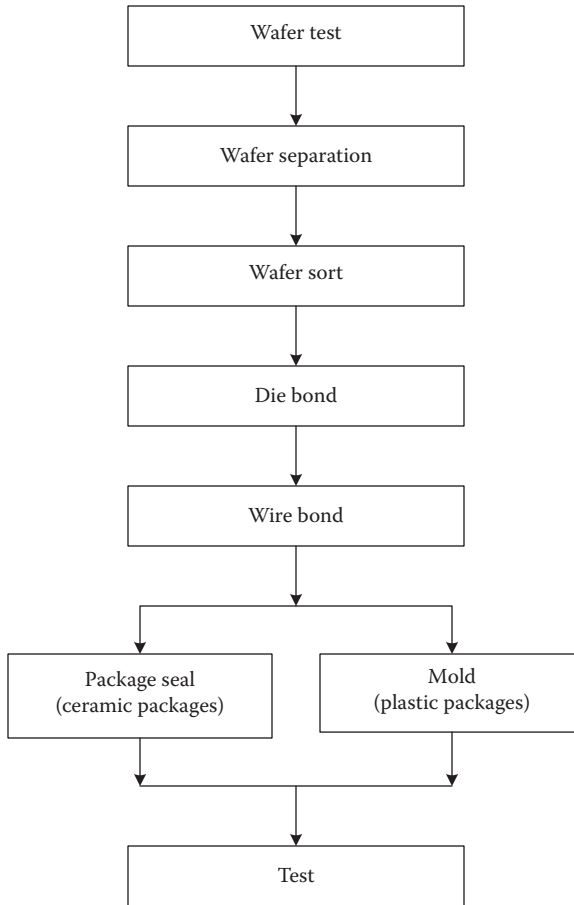 Wafer test
Wafer separation
Wafer sort
Die bond
Wire bond
Package seal
(ceramic packages)
Mold
(plastic packages)
Test